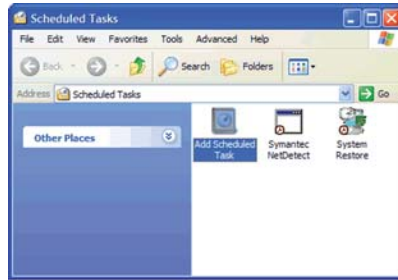 Scheduled Tasks
File Edit View Favorites Tools Advanced Help
Back Search Folders
Address Scheduled Tasks Go
Other Places
Add Scheduled Task
Symantec NetDetect
System Restore